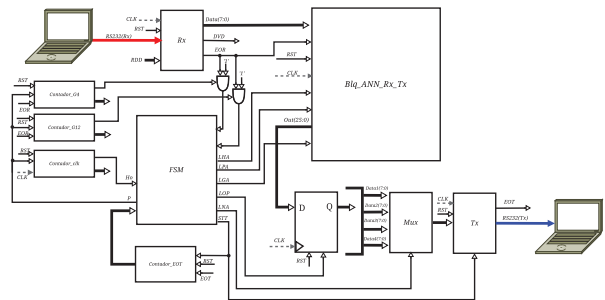 CLK
RST
RS232(Rx)
RDD
Rx
Data(7:0)
DVD
EOR
'1'
'1'
RST
CLK
Blq_ANN_Rx_Tx
Out(25:0)
RST
Contador_G4
EOR
RST
Contador_G12
EOR
RST
CLK
Ho
P
FSM
LHA
LPA
LGA
LOP
LNA
STT
Contador_EOT
RST
EOT
D
Q
CLK
RST
Data1(7:0)
Data2(7:0)
Data3(7:0)
Data4(7:0)
Mux
CLK
RST
Tx
EOT
RS232(Tx)